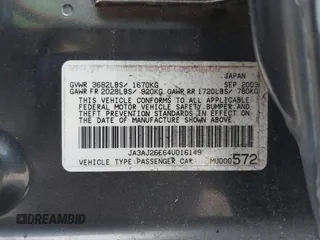 JAPAN
GVWR 3682LBS/ 1670KG SEP 2003
GAWR FR 2028LBS/ 920KG GAWR RR 1720LBS/ 780KG
THIS VEHICLE CONFORMS TO ALL APPLICABLE
FEDERAL MOTOR VEHICLE SAFETY,BUMPER AND
THEFT PREVENTION STANDARDS IN EFFECT ON
THE DATE OF MANUFACTURE SHOWN ABOVE
JA3AJ26E64U016149
VEHICLE TYPE PASSENGER CAR MU000572
DREAMBID